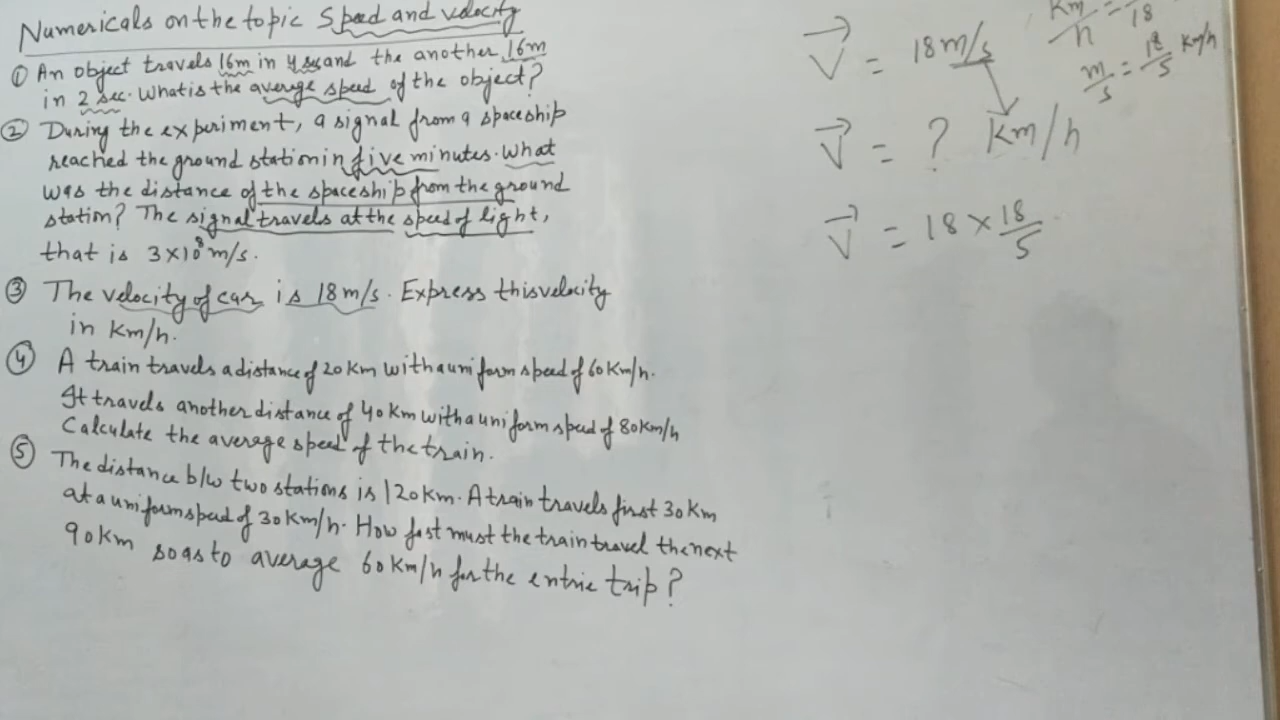 Numericals on the topic Speed and velocity
① An object travels 16m in 4 sec and the another 16m
in 2 sec. What is the average speed of the object?
② During the experiment, a signal from a spaceship
reached the ground station in five minutes. What
was the distance of the spaceship from the ground
station? The signal travels at the speed of light,
that is 3×10⁸ m/s.
③ The velocity of car is 18 m/s. Express this velocity
in km/h.
④ A train travels a distance of 20 km with a uniform speed of 60 km/h.
It travels another distance of 40 km with a uniform speed of 80 km/h
Calculate the average speed of the train.
⑤ The distance b/w two stations is 120 km. A train travels first 30 km
at a uniform speed of 30 km/h. How fast must the train travel the next
90 km so as to average 60 km/h for the entrie trip?
V⃗ = 18 m/s
V⃗ = ? km/h
V⃗ = 18 × 18/5
km/h = 18
m/s = 18/5 km/h